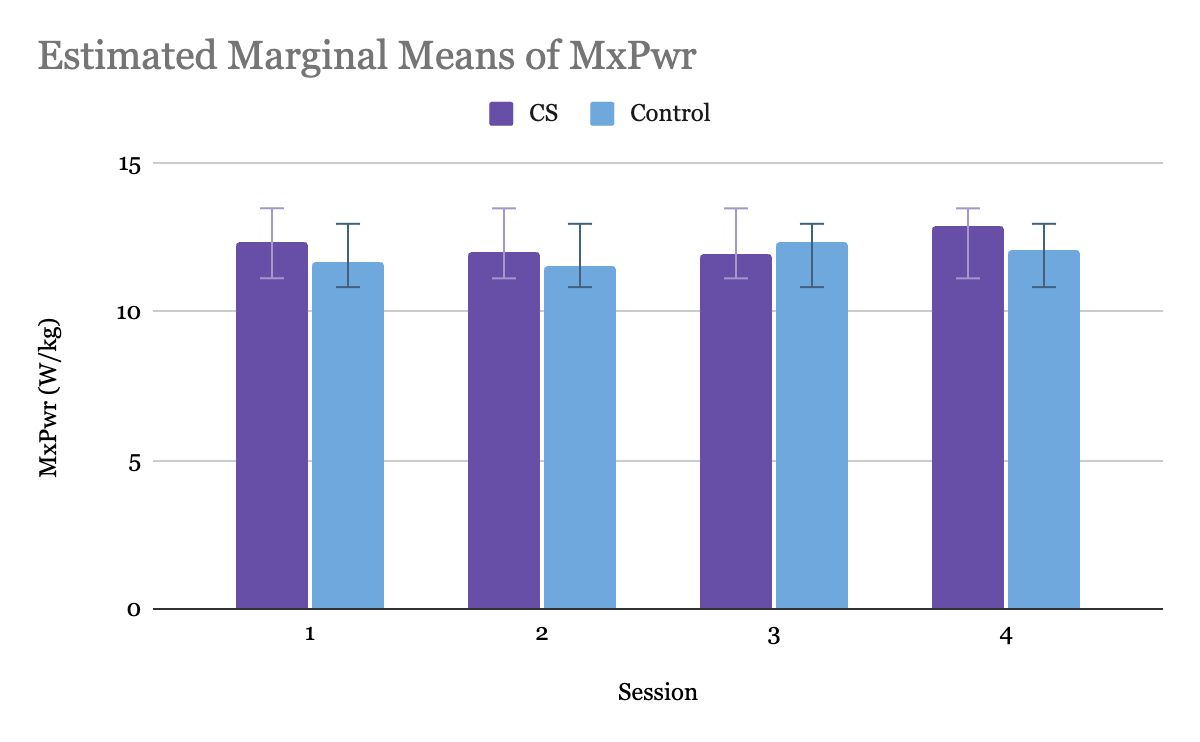 Estimated Marginal Means of MxPwr
CS Control
15
10
5
0
MxPwr (W/kg)
1 2 3 4
Session